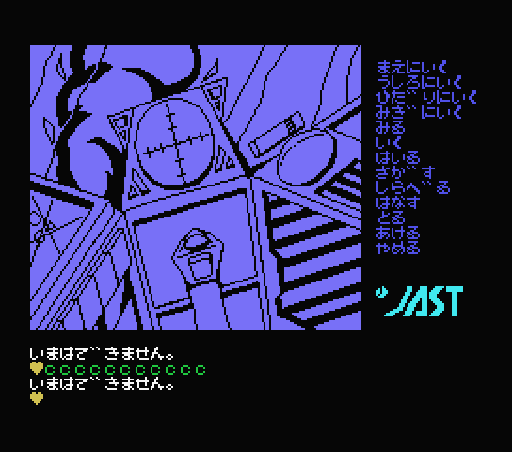 まえにいく
うしろにいく
ひだりにいく
みぎにいく
みる
いく
はいる
さがす
しらべる
はなす
とる
あける
やめる
JAST
いまはできません。
ccccccccccc
いまはできません。